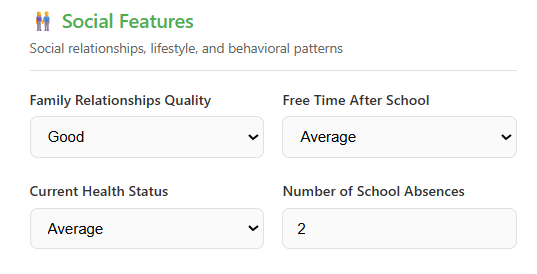 Social Features
Social relationships, lifestyle, and behavioral patterns
Family Relationships Quality
Free Time After School
Good
Average
Current Health Status
Number of School Absences
Average
2